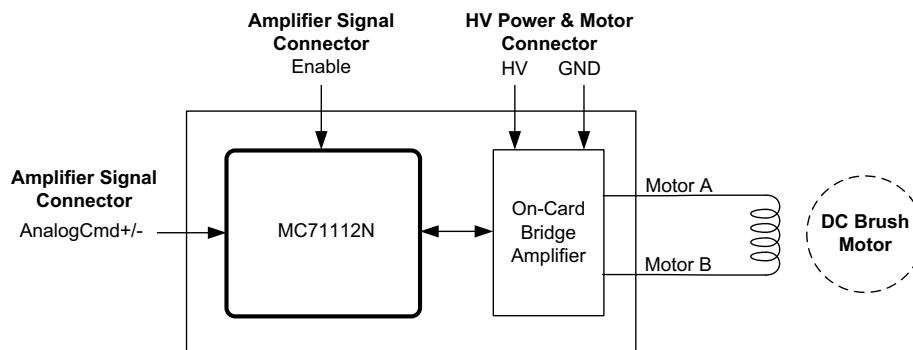 Amplifier Signal
Connector
Enable
HV Power & Motor
Connector
HV GND
Amplifier Signal
Connector
AnalogCmd+/-
MC71112N
On-Card
Bridge
Amplifier
Motor A
Motor B
DC Brush
Motor